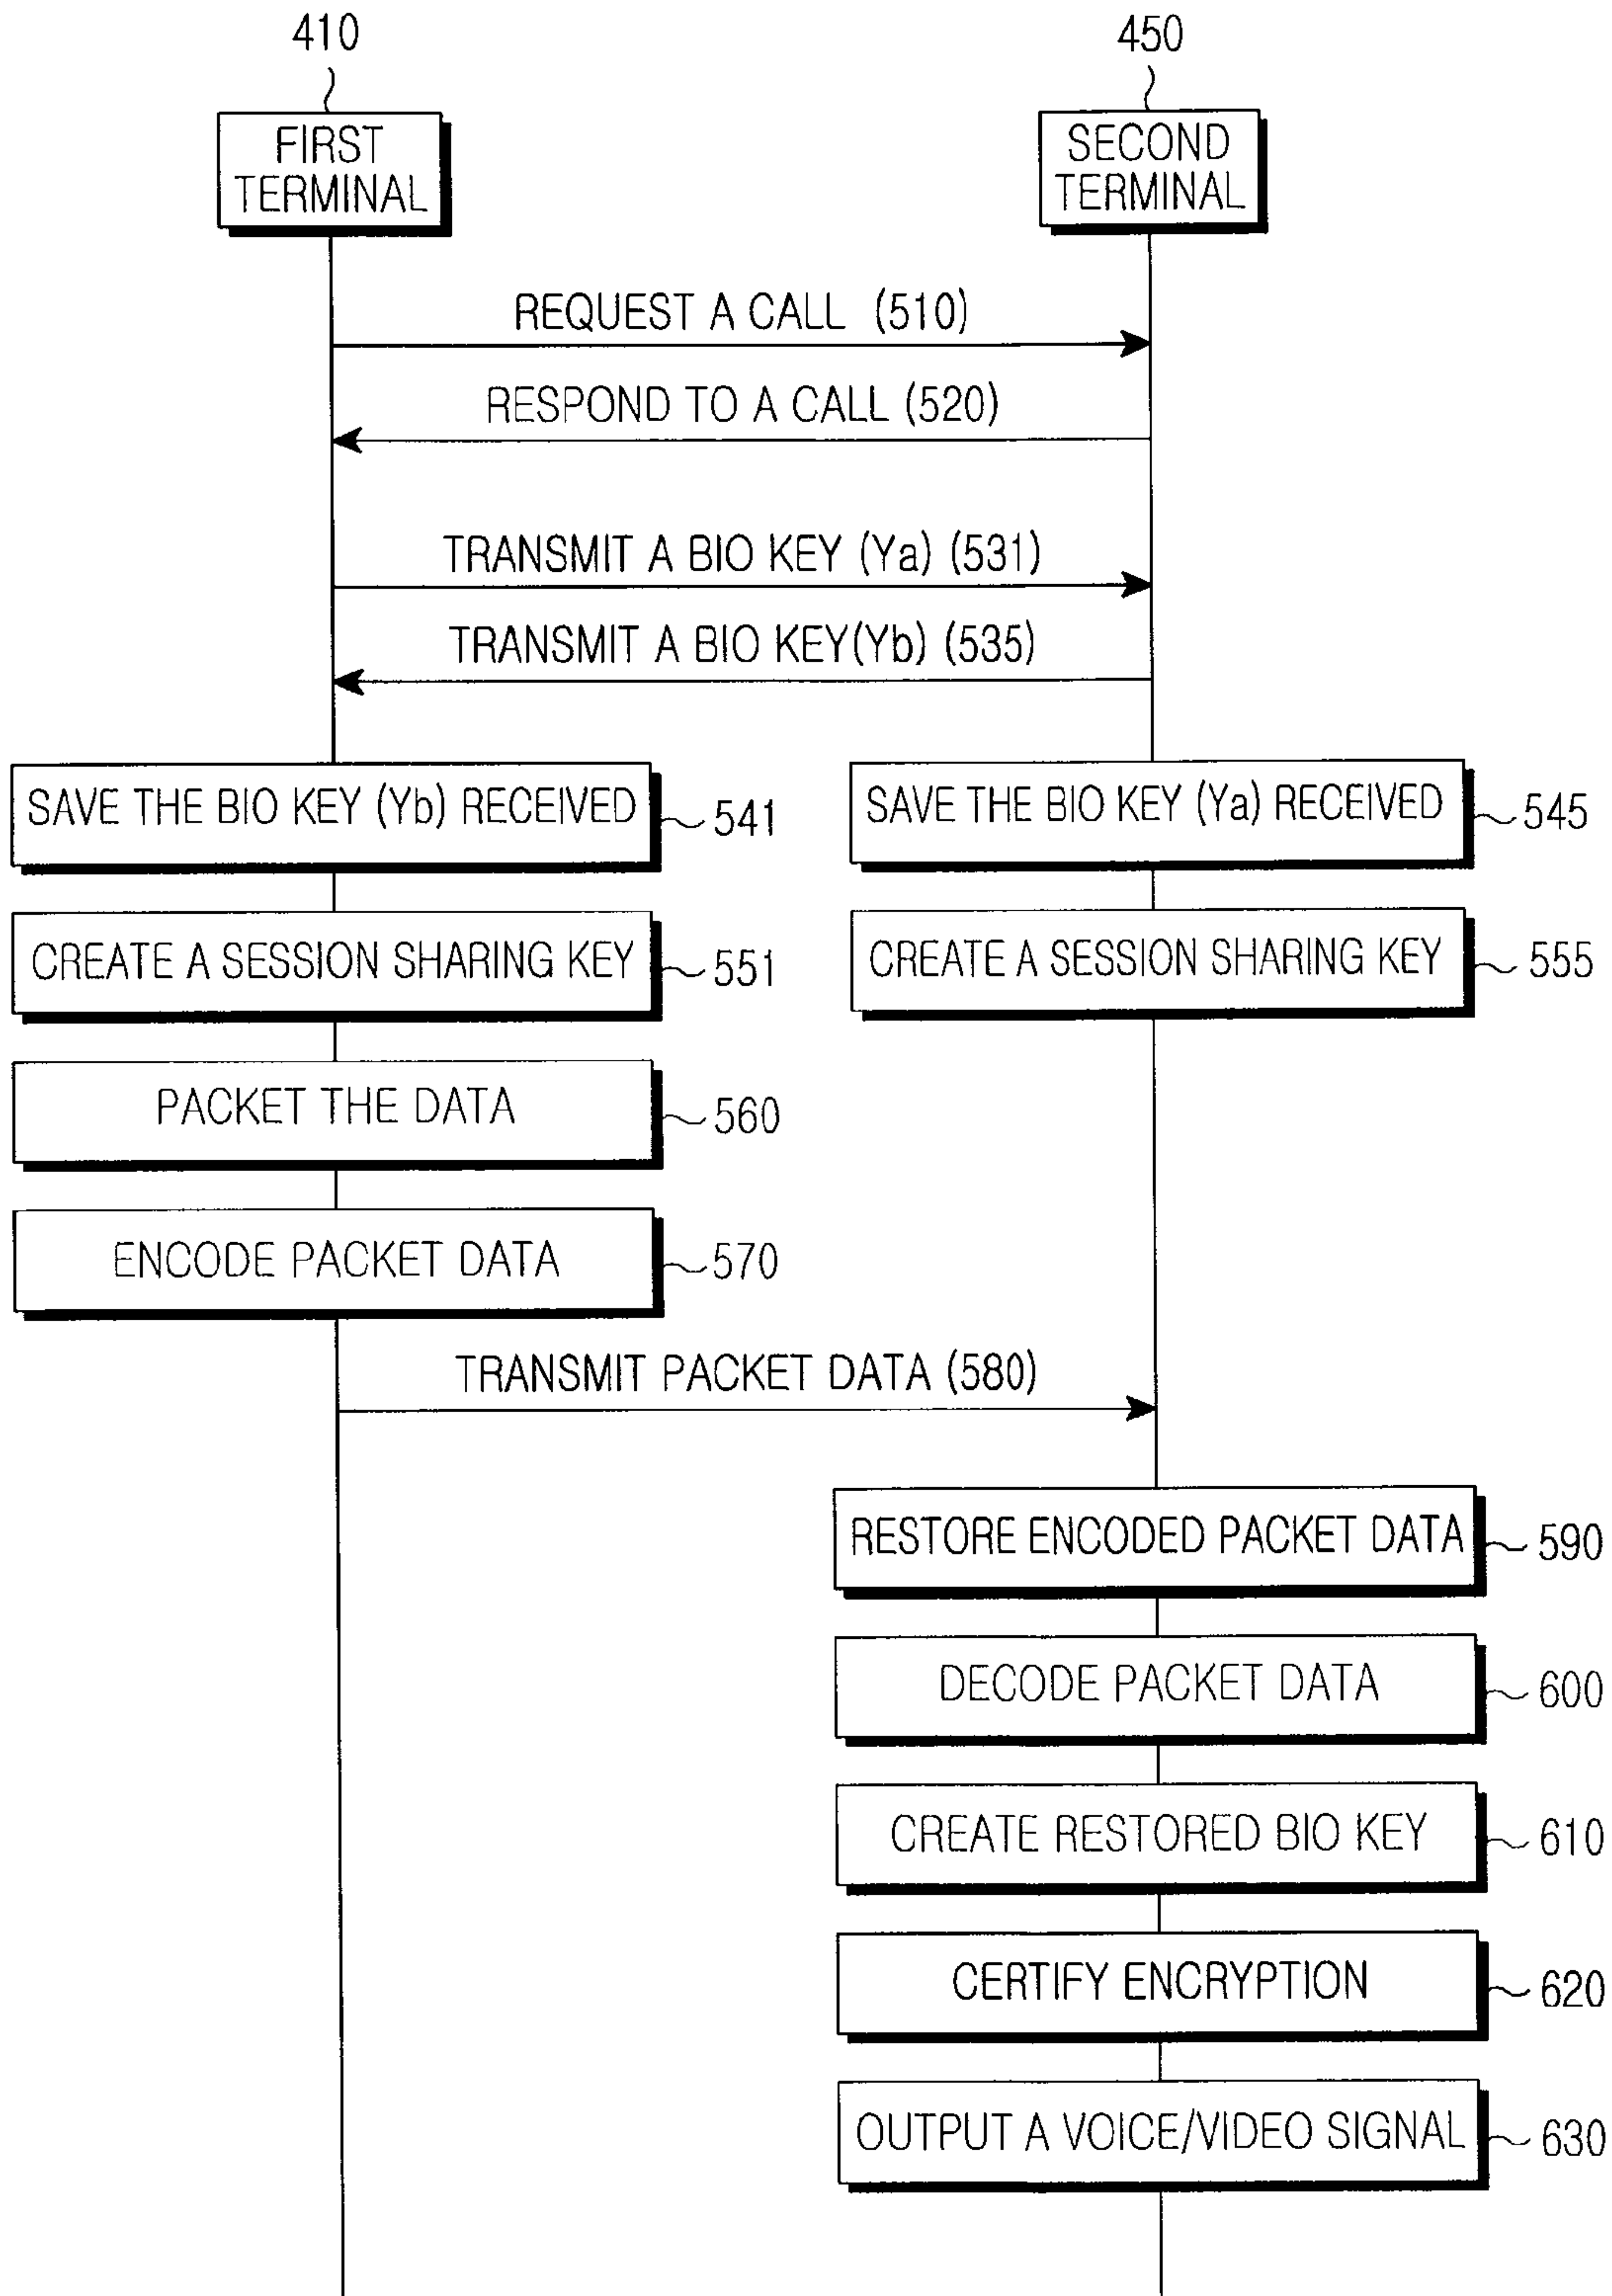 410
450
FIRST
TERMINAL
SECOND
TERMINAL
REQUEST A CALL (510)
RESPOND TO A CALL (520)
TRANSMIT A BIO KEY (Ya) (531)
TRANSMIT A BIO KEY(Yb) (535)
SAVE THE BIO KEY (Yb) RECEIVED
541
SAVE THE BIO KEY (Ya) RECEIVED
545
CREATE A SESSION SHARING KEY
551
CREATE A SESSION SHARING KEY
555
PACKET THE DATA
560
ENCODE PACKET DATA
570
TRANSMIT PACKET DATA (580)
RESTORE ENCODED PACKET DATA
590
DECODE PACKET DATA
600
CREATE RESTORED BIO KEY
610
CERTIFY ENCRYPTION
620
OUTPUT A VOICE/VIDEO SIGNAL
630